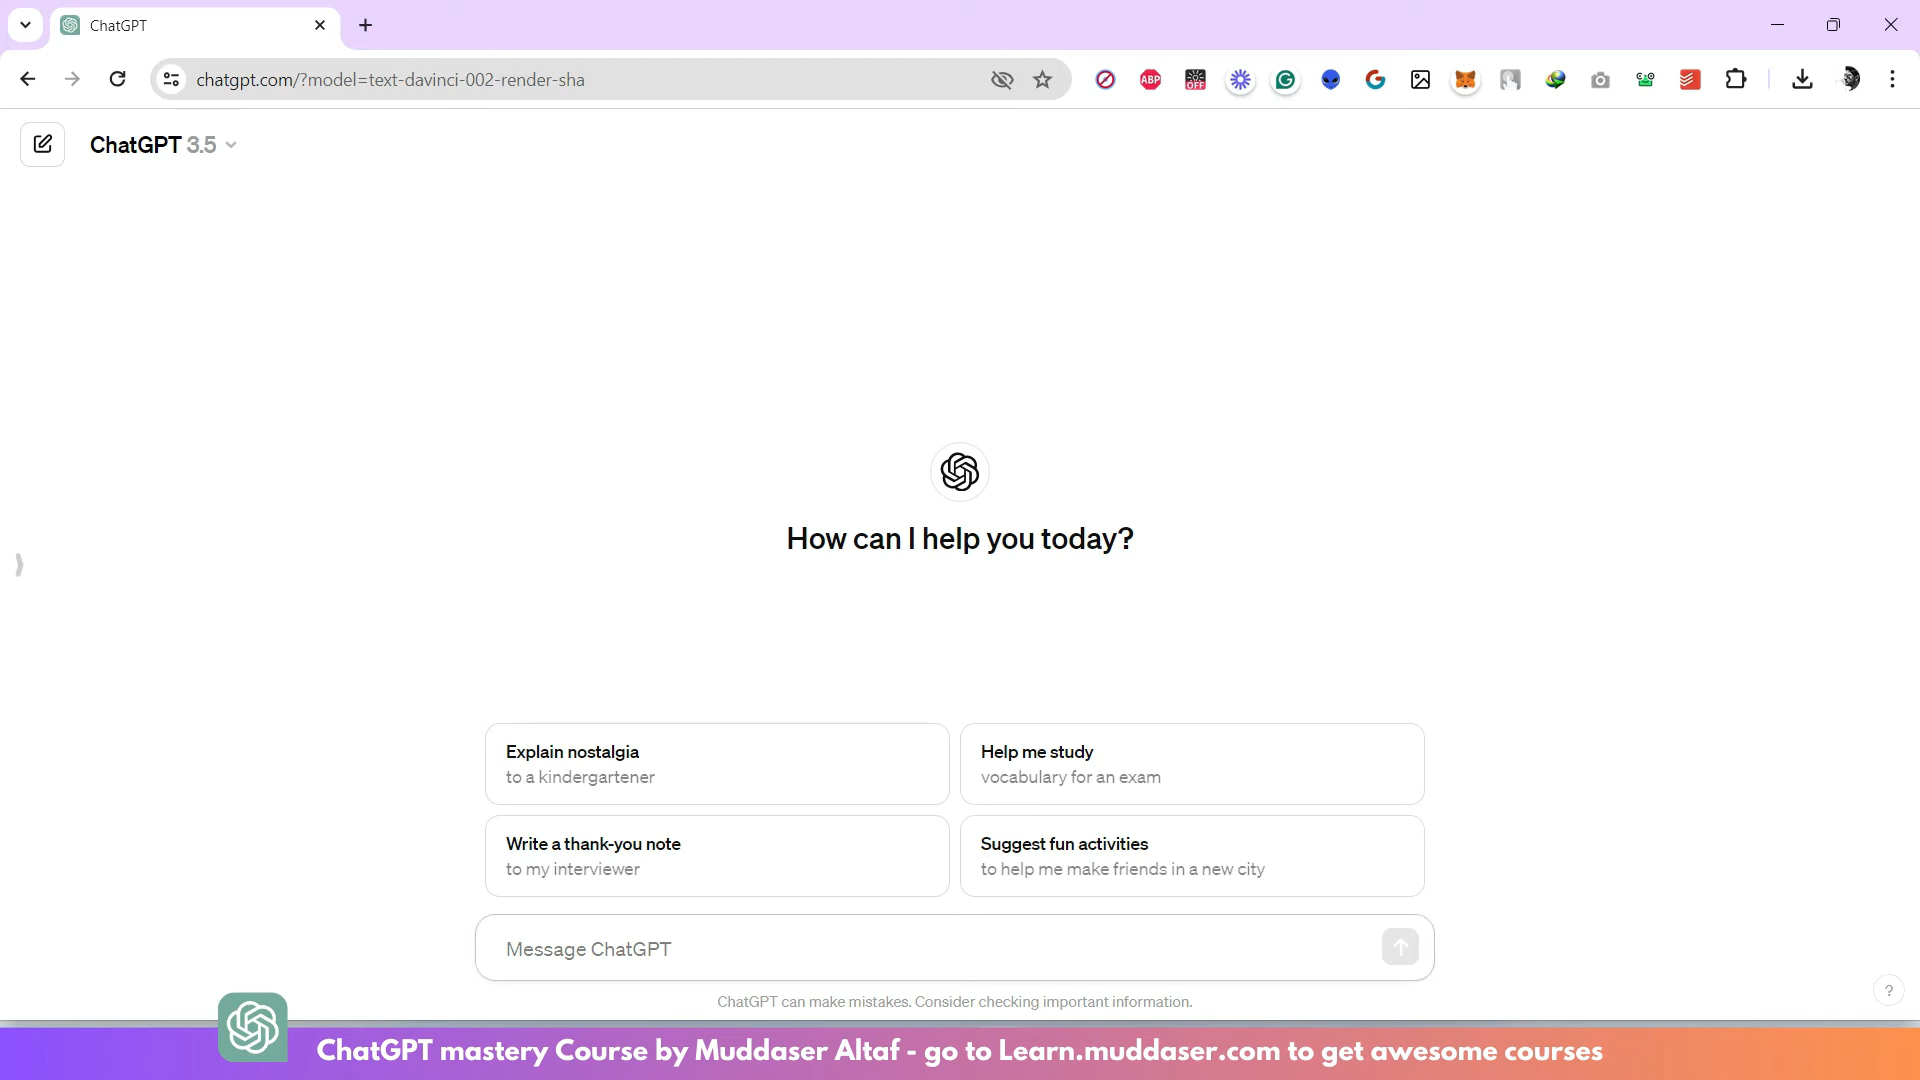 ChatGPT
chatgpt.com/?model=text-davinci-002-render-sha
ABP
OFF
ChatGPT 3.5
How can I help you today?
Explain nostalgia
to a kindergartener
Help me study
vocabulary for an exam
Write a thank-you note
to my interviewer
Suggest fun activities
to help me make friends in a new city
Message ChatGPT
ChatGPT can make mistakes. Consider checking important information.
?
ChatGPT mastery Course by Muddaser Altaf - go to Learn.muddaser.com to get awesome courses